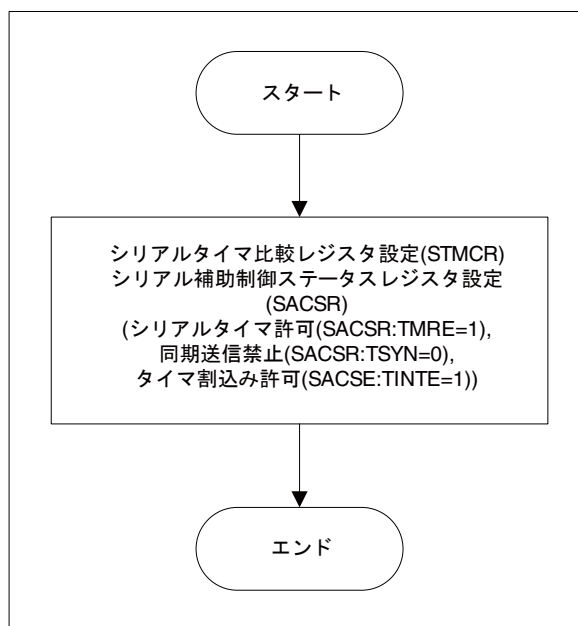 スタート
シリアルタイマ比較レジスタ設定(STMCR)
シリアル補助制御ステータスレジスタ設定
(SACSR)
(シリアルタイマ許可(SACSR:TMRE=1),
同期送信禁止(SACSR:TSYN=0),
タイマ割込み許可(SACSE:TINTE=1))
エンド